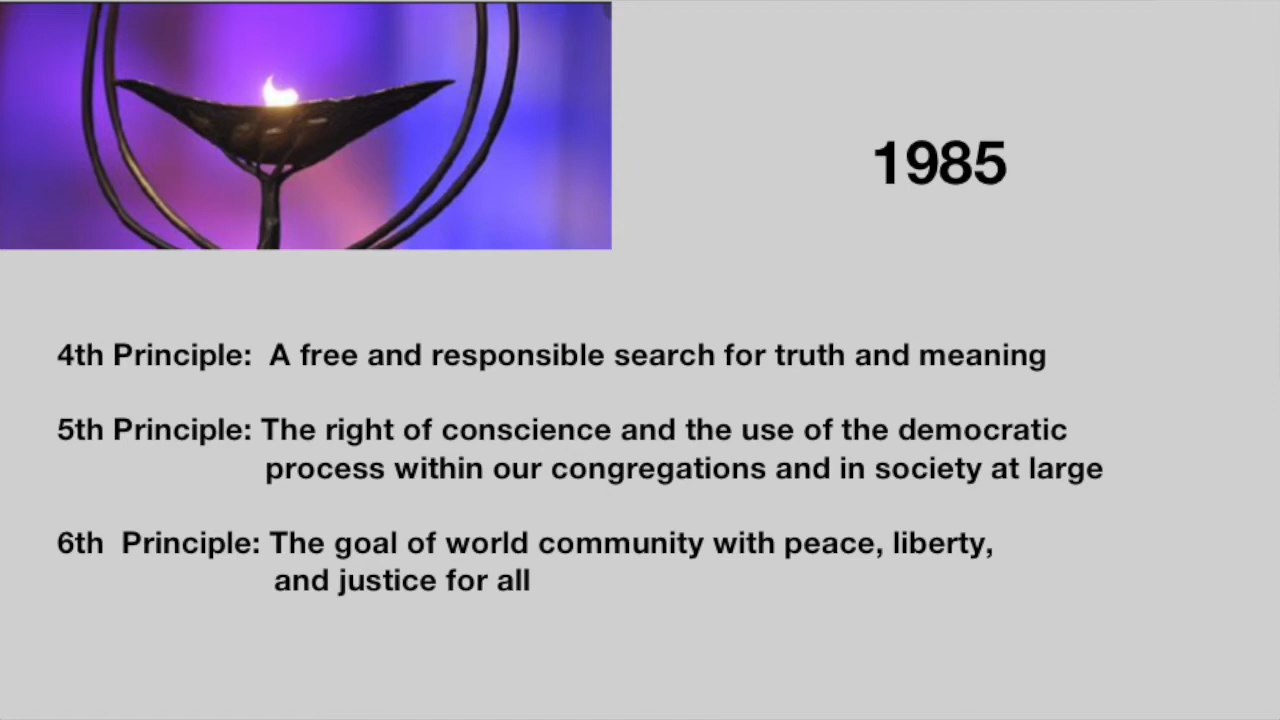 1985
4th Principle:  A free and responsible search for truth and meaning
5th Principle: The right of conscience and the use of the democratic
process within our congregations and in society at large
6th  Principle: The goal of world community with peace, liberty,
and justice for all